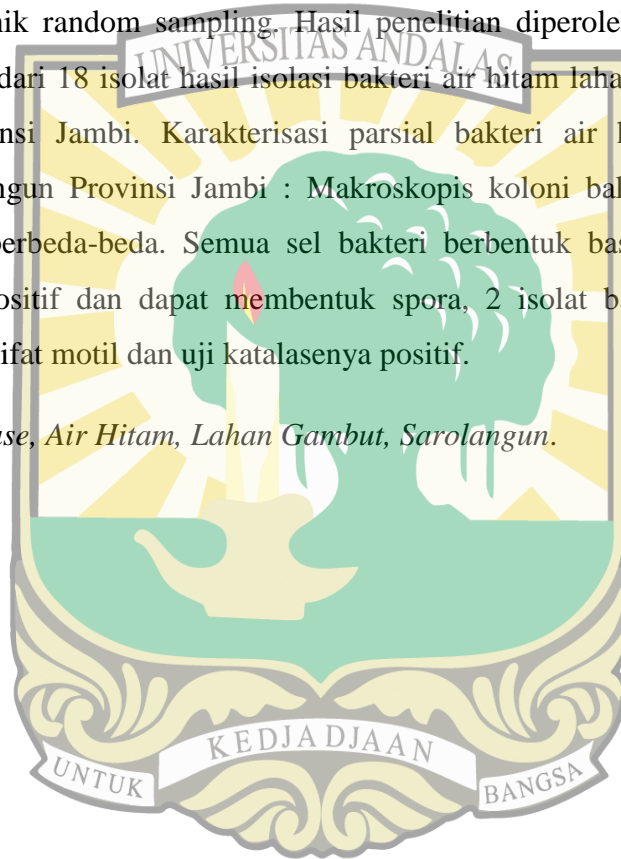 nik random sampling. Hasil penelitian diperole
UNIVERSITAS ANDALAS
dari 18 isolat hasil isolasi bakteri air hitam laha
nsi Jambi. Karakterisasi parsial bakteri air
ngun Provinsi Jambi : Makroskopis koloni bak
berbeda-beda. Semua sel bakteri berbentuk bas
ositif dan dapat membentuk spora, 2 isolat b
ifat motil dan uji katalasenya positif.
ase, Air Hitam, Lahan Gambut, Sarolangun.
UNTUK KEDJADJAAN BANGSA